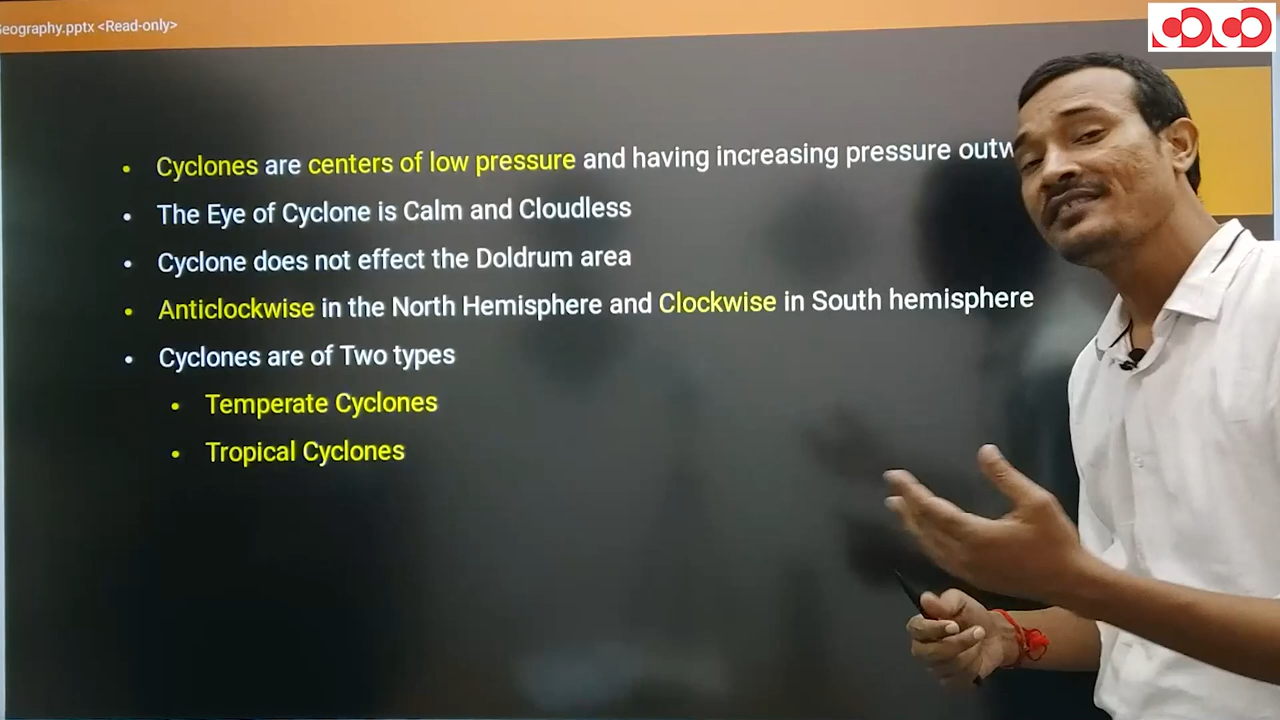 Geography.pptx <Read-only>
Cyclones are centers of low pressure and having increasing pressure
The Eye of Cyclone is Calm and Cloudless
Cyclone does not effect the Doldrum area
Anticlockwise in the North Hemisphere and Clockwise in South hemisphere
Cyclones are of Two types
Temperate Cyclones
Tropical Cyclones